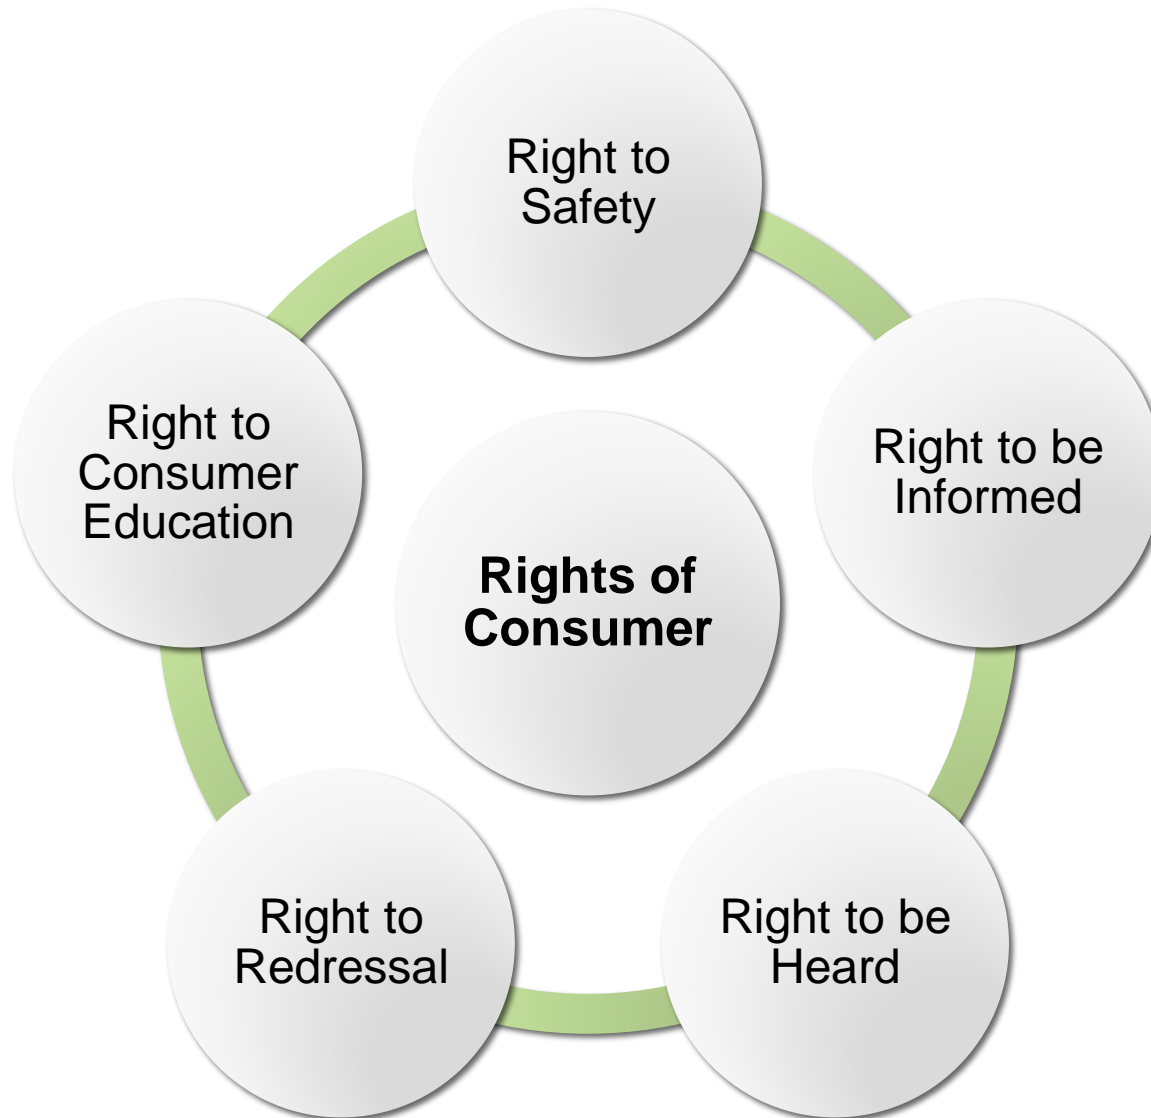 Right to
Safety
Right to be
Informed
Right to be
Heard
Right to
Redressal
Right to
Consumer
Education
Rights of
Consumer